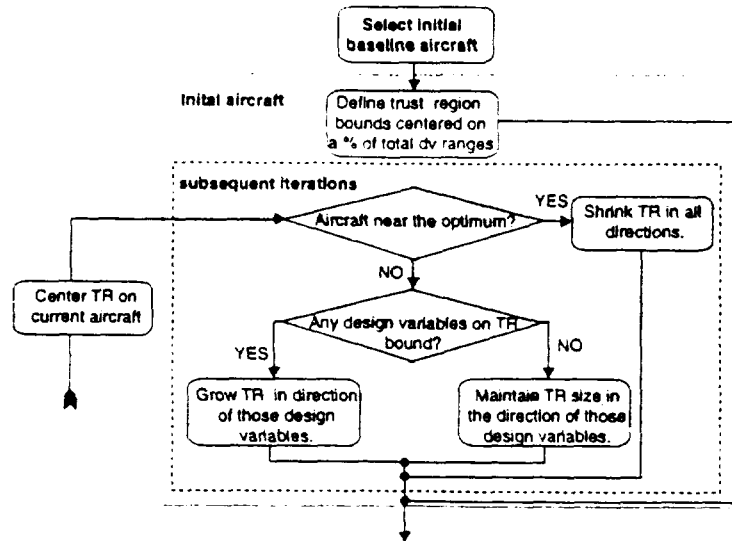 Select initial
baseline aircraft
Inital aircraft
Define trust region
bounds centered on
a % of total dv ranges
subsequent iterations
Aircraft near the optimum?
YES
Shrink TR in all
directions.
NO
Center TR on
current aircraft
Any design variables on TR
bound?
YES
NO
Grow TR in direction
of those design
variables.
Maintain TR size in
the direction of those
design variables.